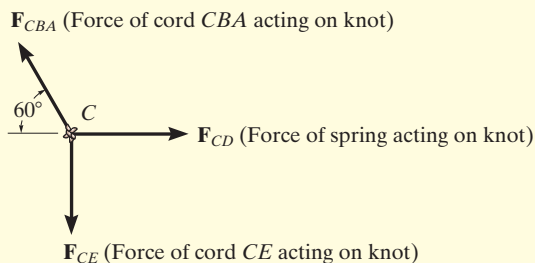 F_CBA (Force of cord CBA acting on knot)
60°
C
F_CD (Force of spring acting on knot)
F_CE (Force of cord CE acting on knot)